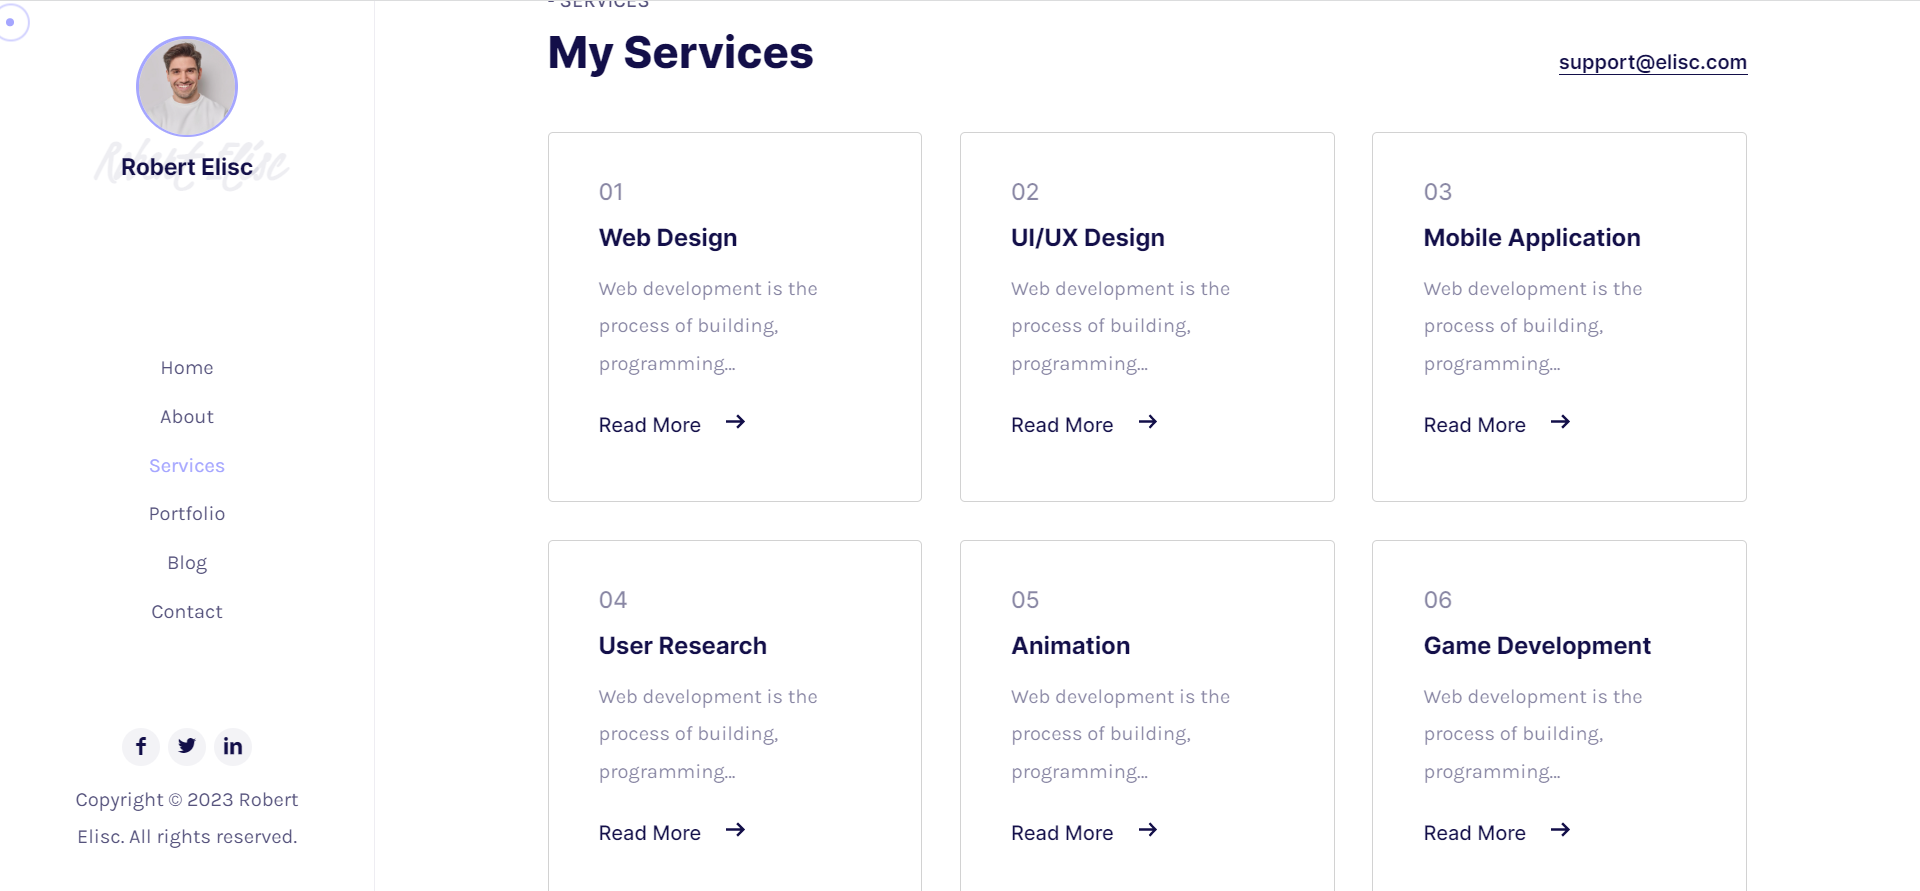 Robert Elisc
Robert Elisc
Home
About
Services
Portfolio
Blog
Contact
f
in
Copyright © 2023 Robert
Elisc. All rights reserved.
- SERVICES
My Services
support@elisc.com
01
Web Design
Web development is the
process of building,
programming...
Read More
02
UI/UX Design
Web development is the
process of building,
programming...
Read More
03
Mobile Application
Web development is the
process of building,
programming...
Read More
04
User Research
Web development is the
process of building,
programming...
Read More
05
Animation
Web development is the
process of building,
programming...
Read More
06
Game Development
Web development is the
process of building,
programming...
Read More